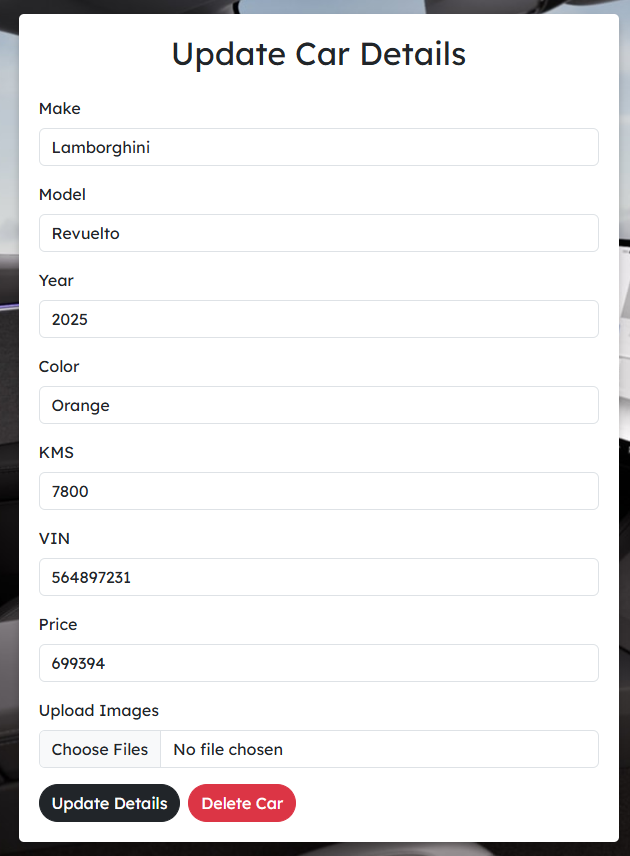 Update Car Details
Make
Lamborghini
Model
Revuelto
Year
2025
Color
Orange
KMS
7800
VIN
564897231
Price
699394
Upload Images
Choose Files No file chosen
Update Details Delete Car